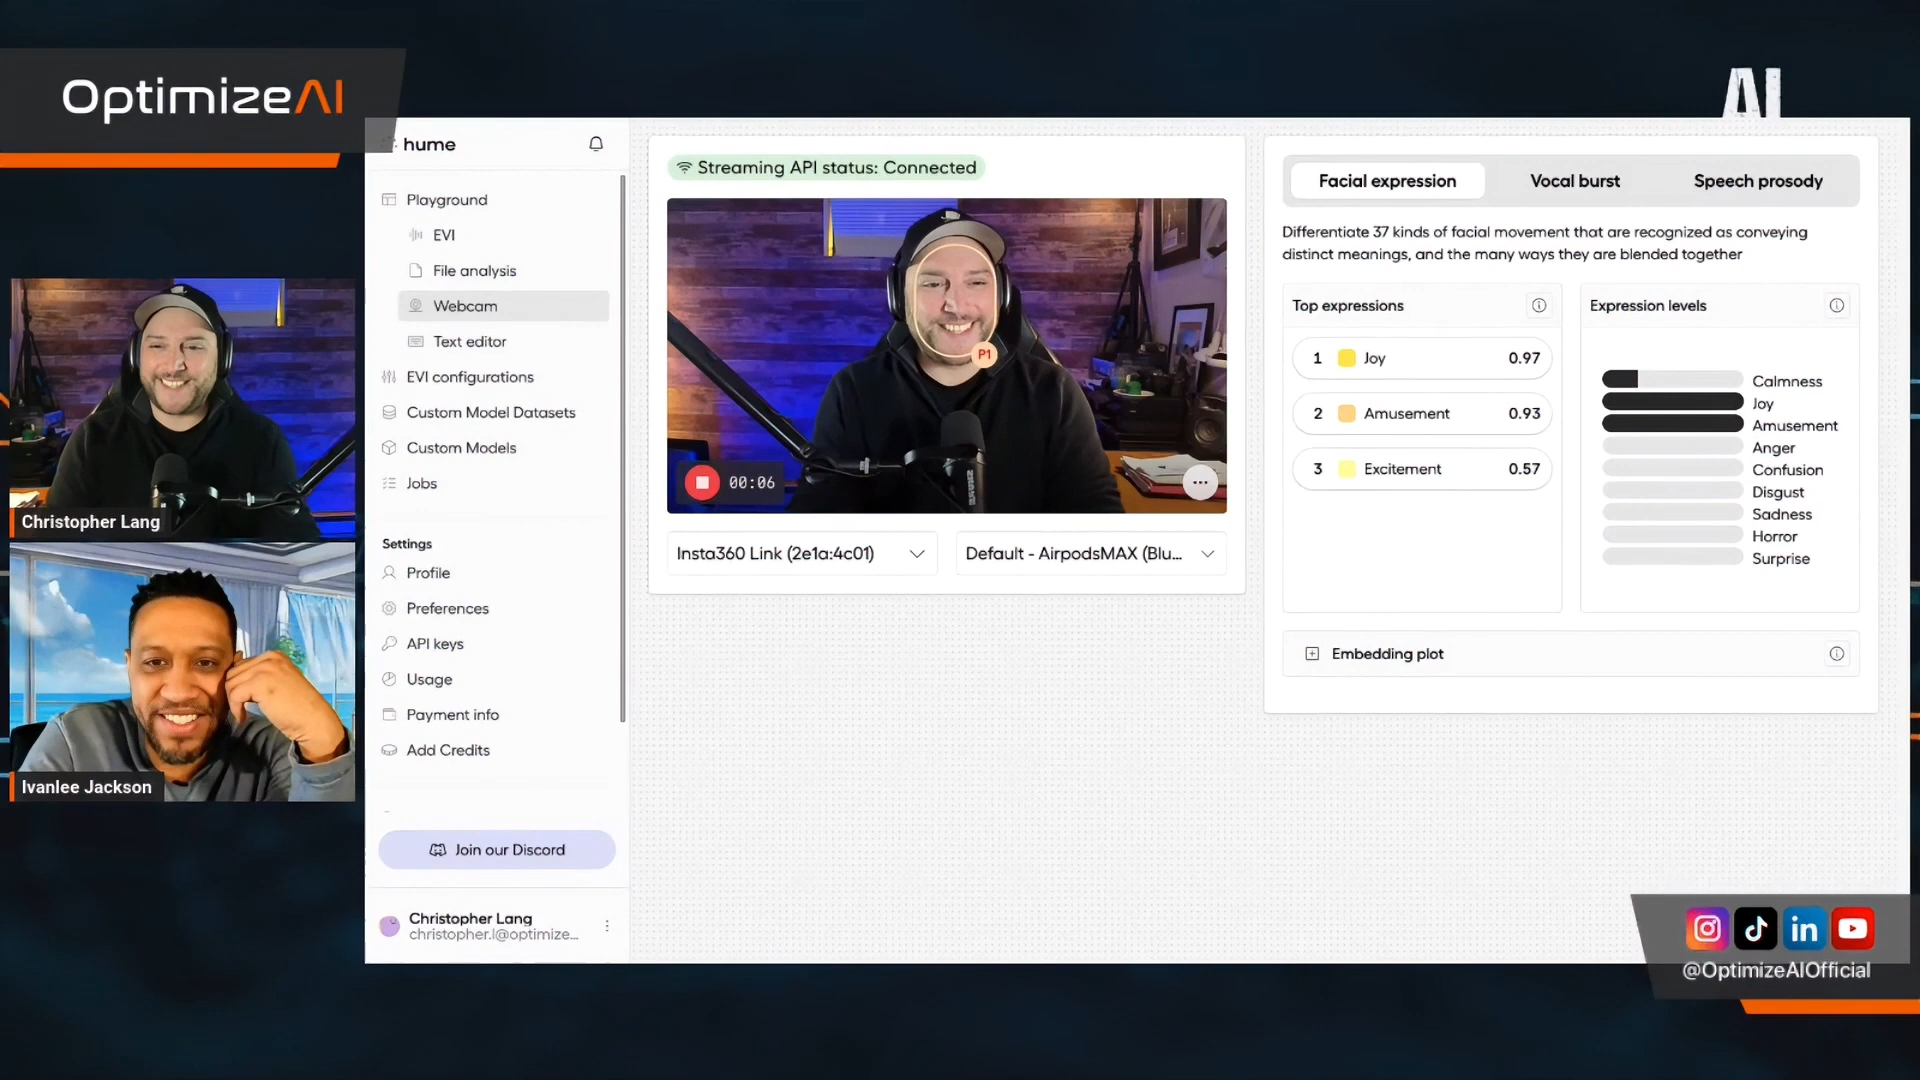 OptimizeAI
AI
hume
Playground
EVI
File analysis
Webcam
Text editor
EVI configurations
Custom Model Datasets
Custom Models
Jobs
Settings
Profile
Preferences
API keys
Usage
Payment info
Add Credits
Join our Discord
Christopher Lang
christopher.l@optimize...
Streaming API status: Connected
P1
00:06
Insta360 Link (2e1a:4c01)
Default - AirpodsMAX (Blu...
Facial expression
Vocal burst
Speech prosody
Differentiate 37 kinds of facial movement that are recognized as conveying
distinct meanings, and the many ways they are blended together
Top expressions
1 Joy 0.97
2 Amusement 0.93
3 Excitement 0.57
Expression levels
Calmness
Joy
Amusement
Anger
Confusion
Disgust
Sadness
Horror
Surprise
Embedding plot
Christopher Lang
Ivanlee Jackson
in
@OptimizeAIOfficial